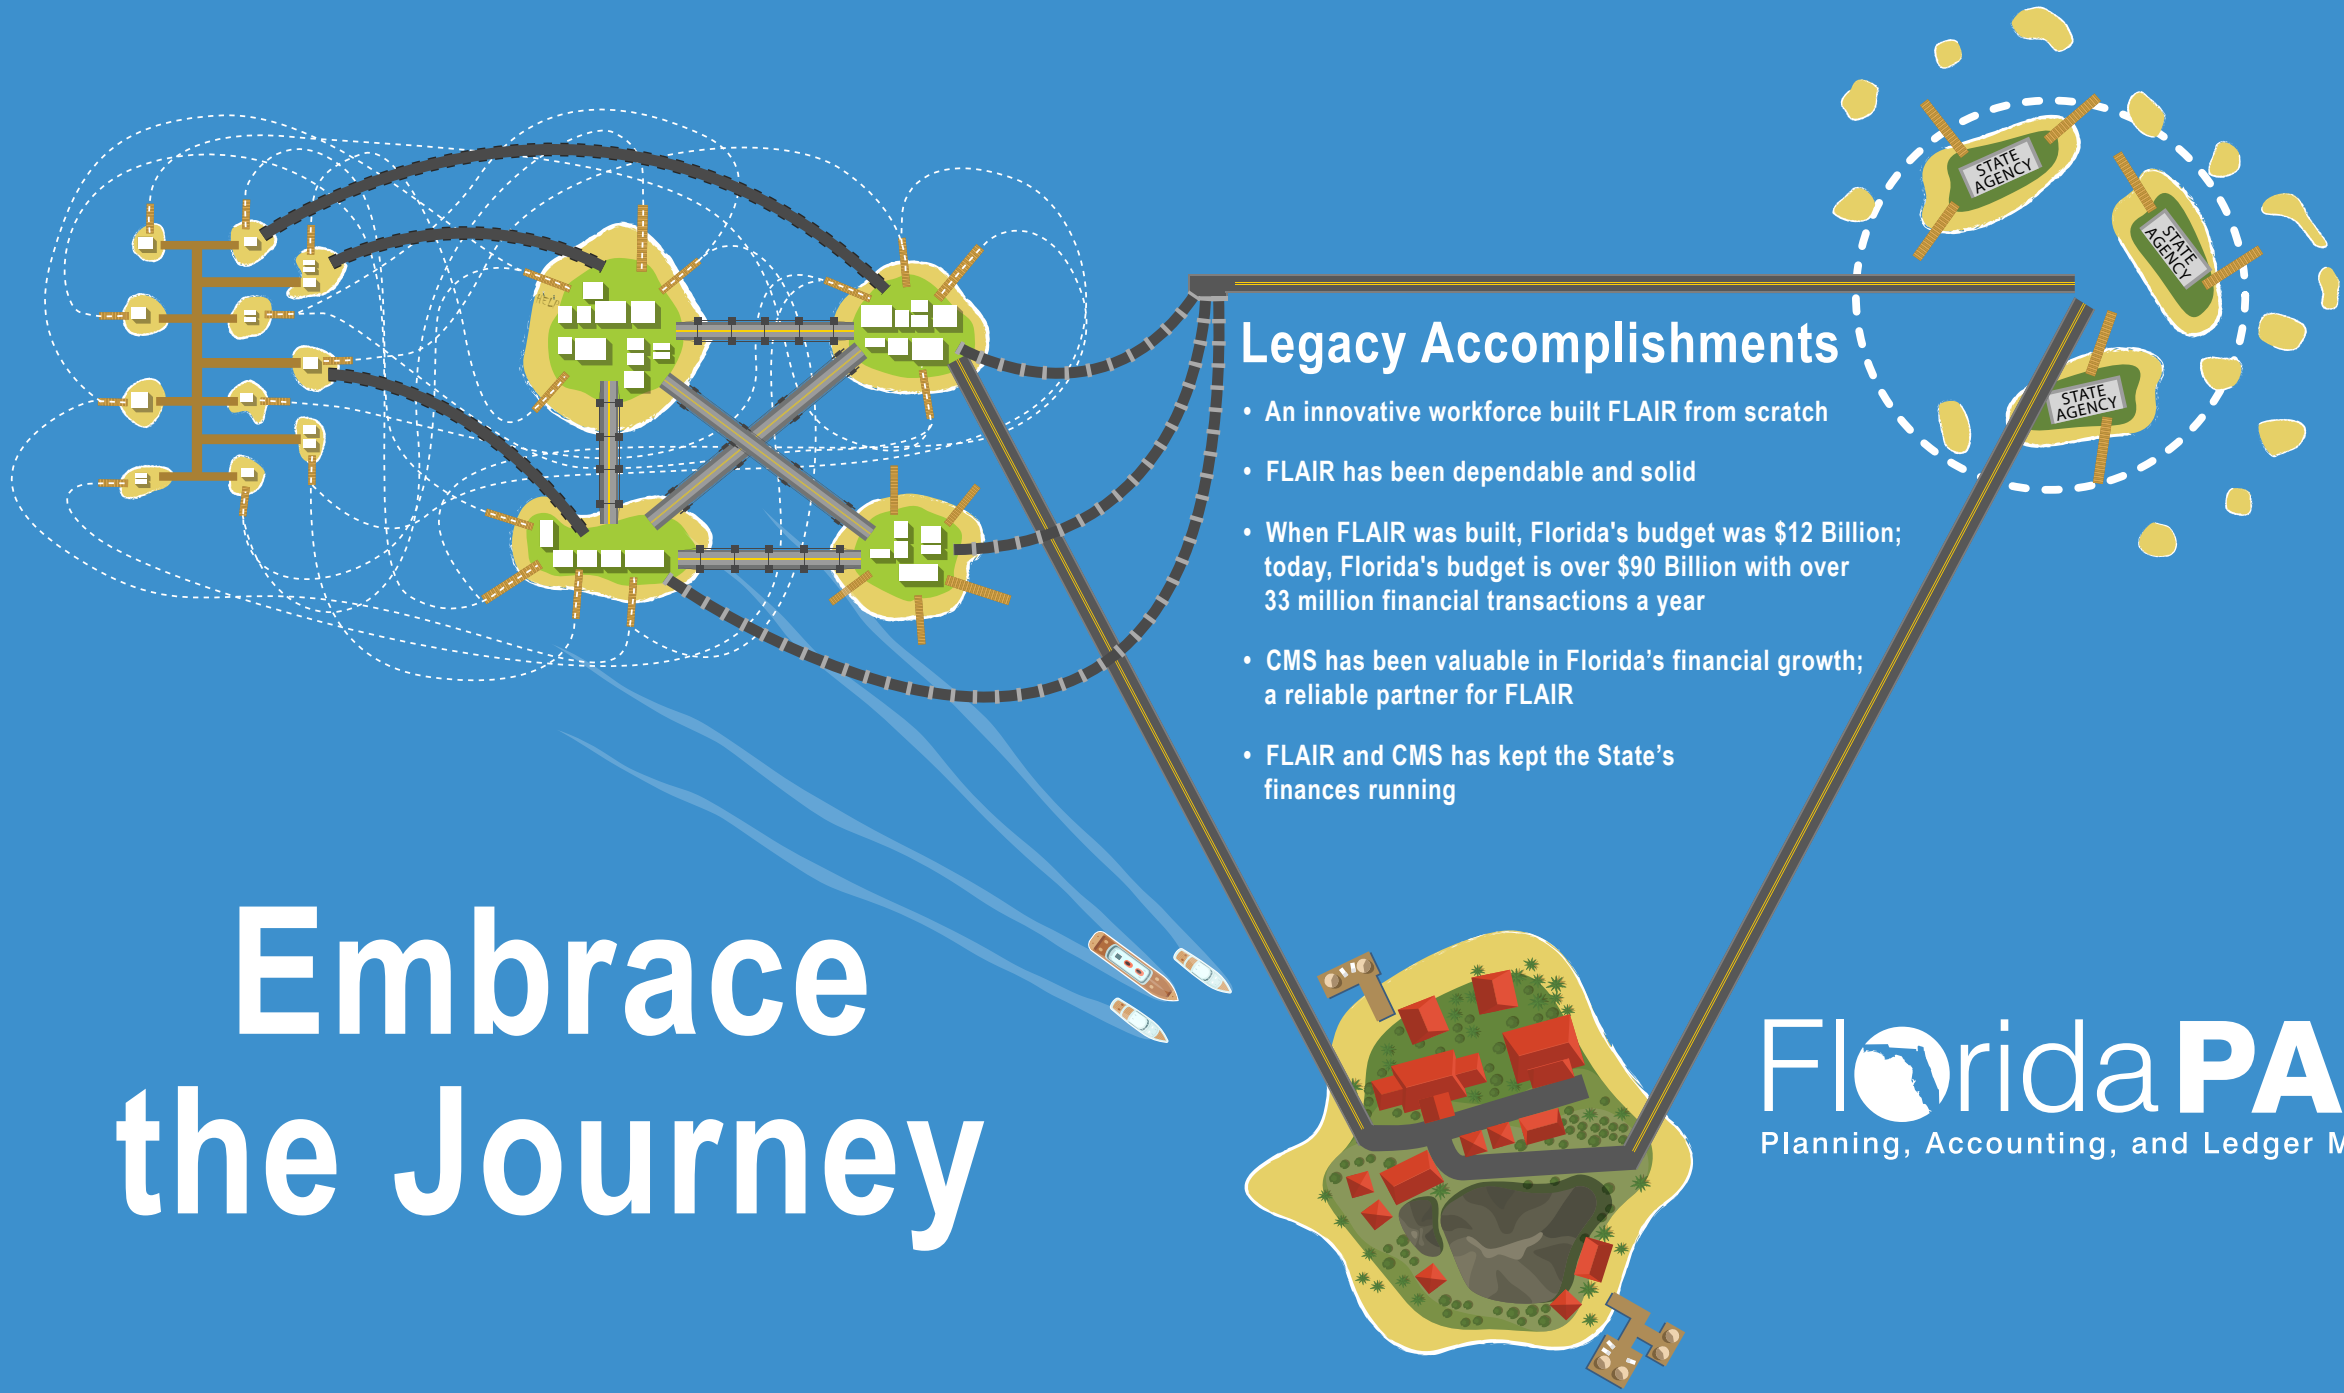 STATE
AGENCY
STATE
AGENCY
STATE
AGENCY
HELP
Legacy Accomplishments
• An innovative workforce built FLAIR from scratch
• FLAIR has been dependable and solid
• When FLAIR was built, Florida's budget was $12 Billion;
today, Florida's budget is over $90 Billion with over
33 million financial transactions a year
• CMS has been valuable in Florida’s financial growth;
a reliable partner for FLAIR
• FLAIR and CMS has kept the State’s
finances running
Embrace
the Journey
Florida PA
Planning, Accounting, and Ledger M